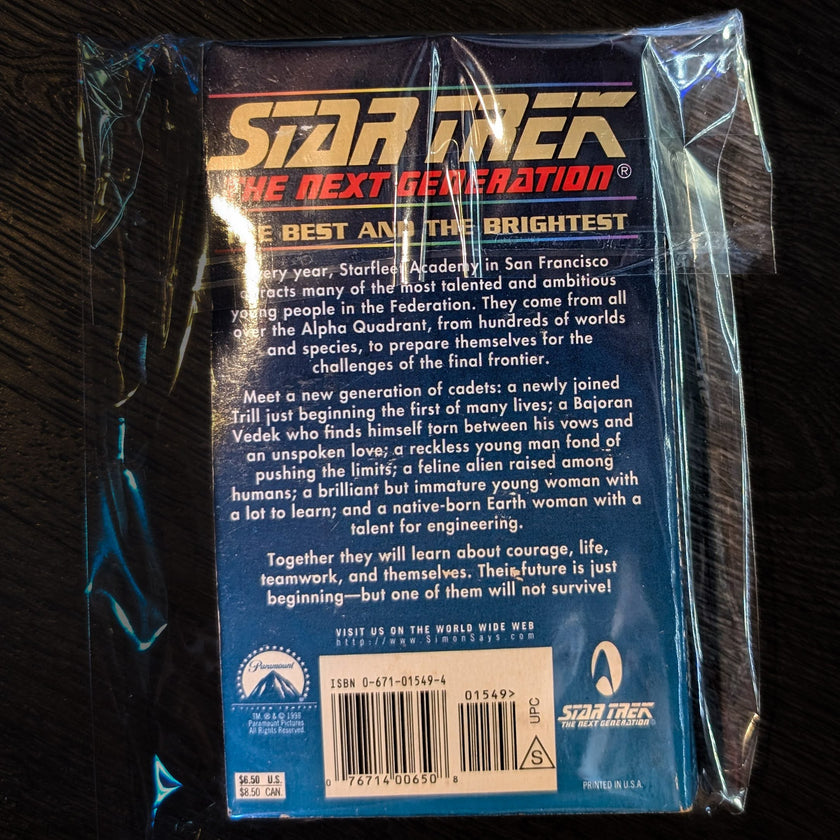 STAR TREK
THE NEXT GENERATION®
THE BEST AND THE BRIGHTEST
Every year, Starfleet Academy in San Francisco
attracts many of the most talented and ambitious
young people in the Federation. They come from all
over the Alpha Quadrant, from hundreds of worlds
and species, to prepare themselves for the
challenges of the final frontier.
Meet a new generation of cadets: a newly joined
Trill just beginning the first of many lives; a Bajoran
Vedek who finds himself torn between his vows and
an unspoken love; a reckless young man fond of
pushing the limits; a feline alien raised among
humans; a brilliant but immature young woman with
a lot to learn; and a native-born Earth woman with a
talent for engineering.
Together they will learn about courage, life,
teamwork, and themselves. Their future is just
beginning—but one of them will not survive!
VISIT US ON THE WORLD WIDE WEB
http://www.SimonSays.com
Paramount
TM, ® & © 1998
Paramount Pictures
All Rights Reserved.
ISBN 0-671-01549-4
01549>
UPC
S
0 76714 00650 8
STAR TREK
THE NEXT GENERATION®
$6.50 U.S.
$8.50 CAN.
PRINTED IN U.S.A.